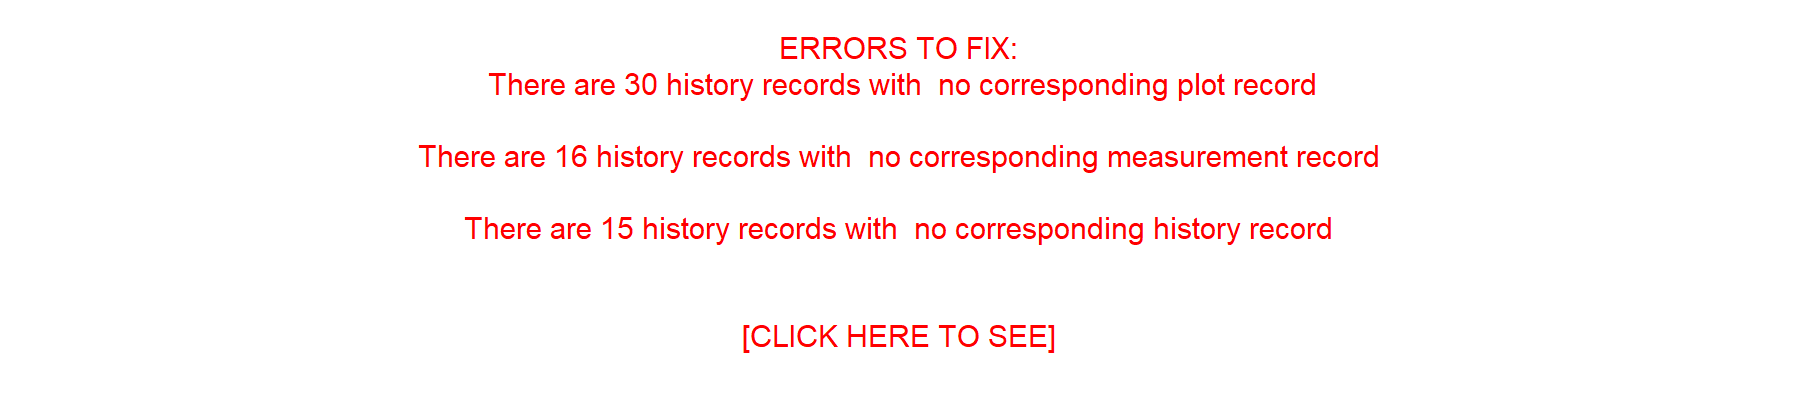 ERRORS TO FIX:
There are 30 history records with  no corresponding plot record
There are 16 history records with  no corresponding measurement record
There are 15 history records with  no corresponding history record
[CLICK HERE TO SEE]